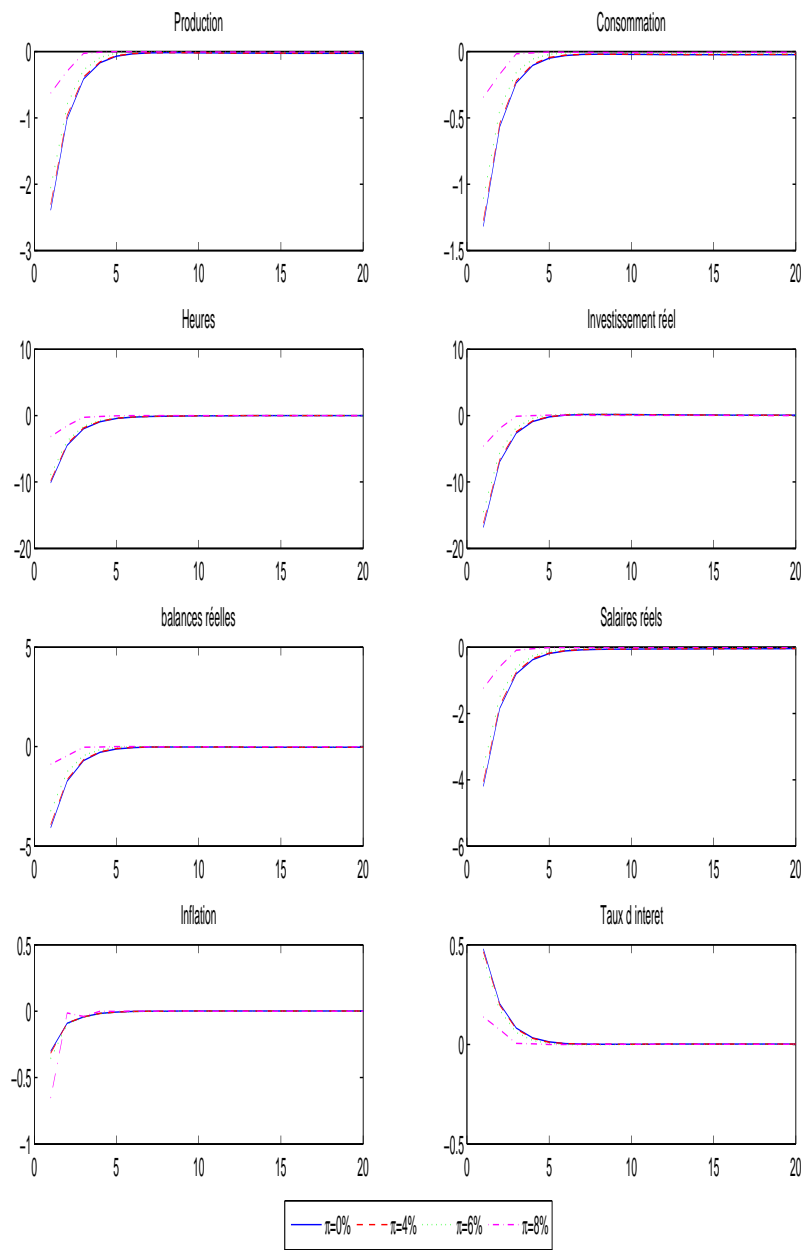 Production
0
−1
−2
−3
0 5 10 15 20
Consommation
0
−0.5
−1
−1.5
0 5 10 15 20
Heures
10
0
−10
−20
0 5 10 15 20
Investissement réel
10
0
−10
−20
0 5 10 15 20
balances réelles
5
0
−5
0 5 10 15 20
Salaires réels
0
−2
−4
−6
0 5 10 15 20
Inflation
0.5
0
−0.5
−1
0 5 10 15 20
Taux d interet
0.5
0
−0.5
0 5 10 15 20
π=0% π=4% π=6% π=8%